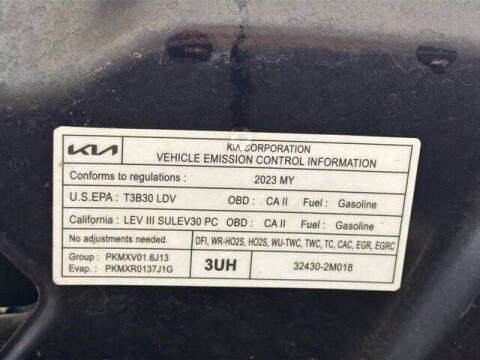 KIA KIA CORPORATION
VEHICLE EMISSION CONTROL INFORMATION
Conforms to regulations : 2023 MY
U.S.EPA : T3B30 LDV OBD : CA II Fuel : Gasoline
California : LEV III SULEV30 PC OBD : CA II Fuel : Gasoline
No adjustments needed. DFI, WR-HO2S, HO2S, WU-TWC, TWC, TC, CAC, EGR, EGRC
Group : PKMXV01.6J13
Evap. : PKMXR0137J1G 3UH 32430-2M018